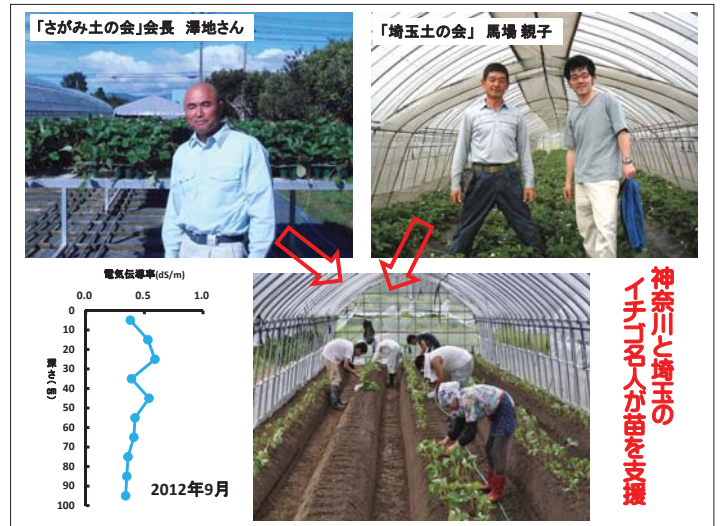 「さがみ土の会」会長 澤地さん
「埼玉土の会」 馬場 親子
電気伝導率(dS/m)
0.0 0.5 1.0
0
10
20
30
40
50
60
70
80
90
100
深さ(㎝)
2012年9月
神奈川と埼玉の
イチゴ名人が苗を支援